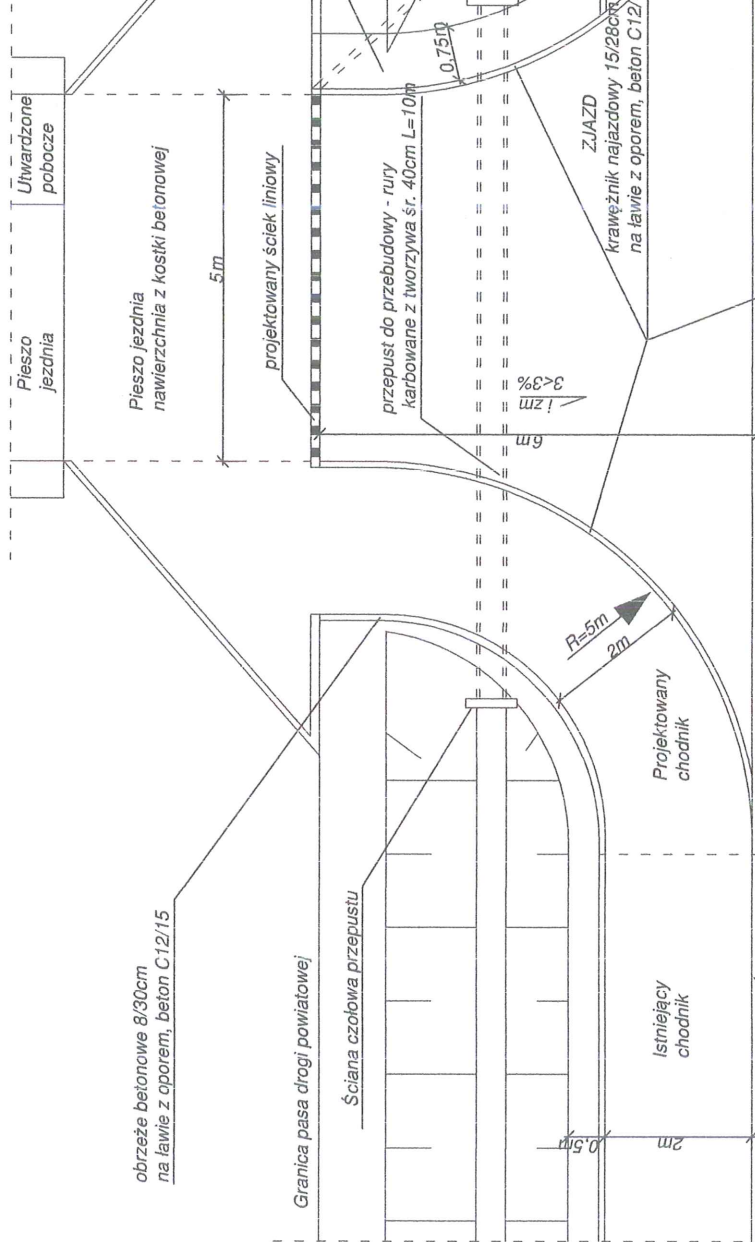 Utwardzone
pobocze
Pieszo
jezdnia
Pieszo jezdnia
nawierzchnia z kostki betonowej
5m
projektowany ściek liniowy
przepust do przebudowy - rury
karbowane z tworzywa śr. 40cm L=10m
0,75m
ZJAZD
krawężnik najazdowy 15/28cm
na ławie z oporem, beton C12/
i zm
3<3%
6m
R=5m
2m
Projektowany
chodnik
obrzeże betonowe 8/30cm
na ławie z oporem, beton C12/15
Granica pasa drogi powiatowej
Ściana czołowa przepustu
Istniejący
chodnik
0,5m
2m